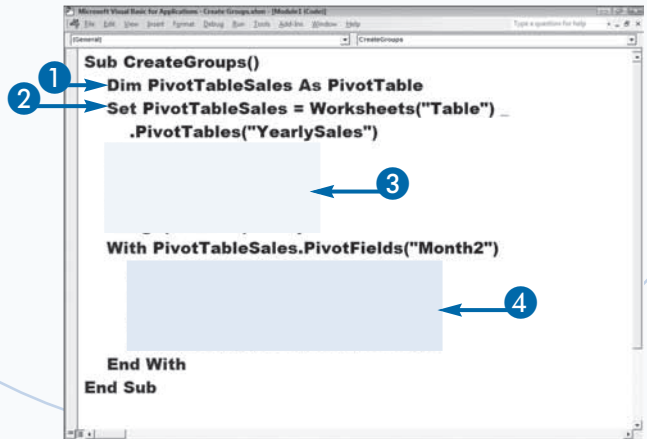 Microsoft Visual Basic for Applications - Create Groups.xlsm - [Module1 (Code)]
File Edit View Insert Format Debug Run Tools Add-Ins Window Help Type a question for help
(General) CreateGroups
Sub CreateGroups()
1 Dim PivotTableSales As PivotTable
2 Set PivotTableSales = Worksheets("Table") _
.PivotTables("YearlySales")
3
With PivotTableSales.PivotFields("Month2")
4
End With
End Sub